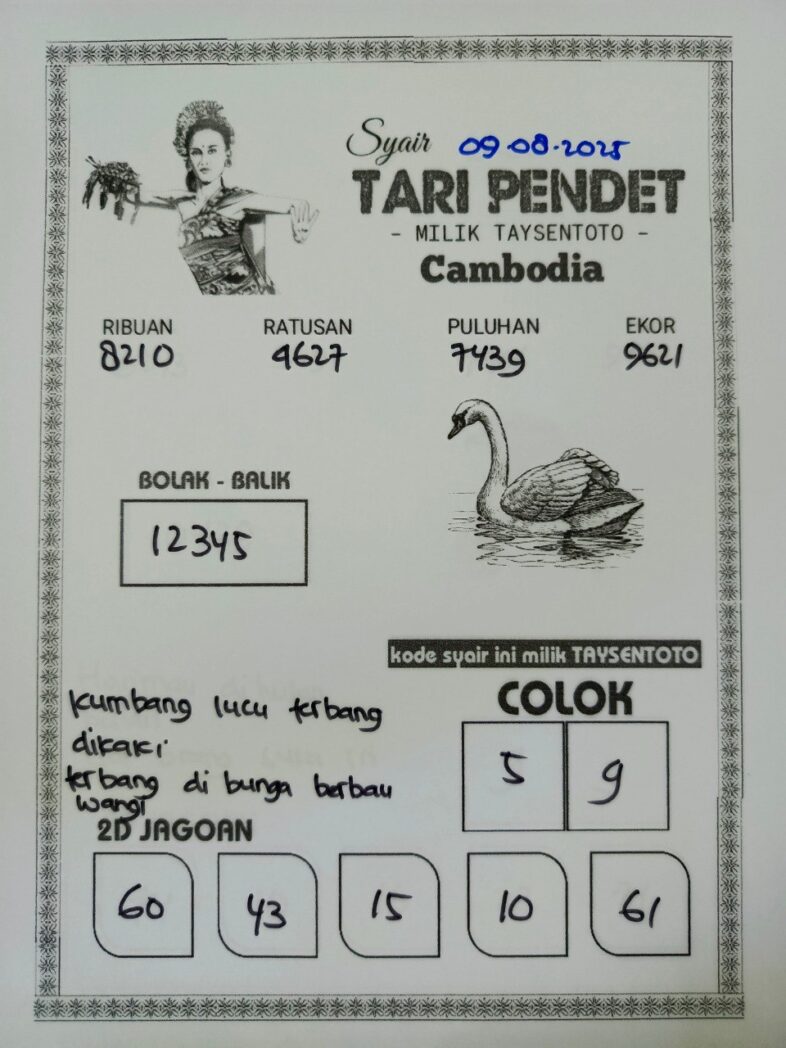 Syair 09-08-2025
TARI PENDET
- MILIK TAYSENTOTO -
Cambodia
RIBUAN RATUSAN PULUHAN EKOR
8210 4627 7439 9621
BOLAK - BALIK
12345
kode syair ini milik TAYSENTOTO
kumbang lucu terbang
dikaki
terbang di bunga berbau
wangi
COLOK
5 9
2D JAGOAN
60 43 15 10 61